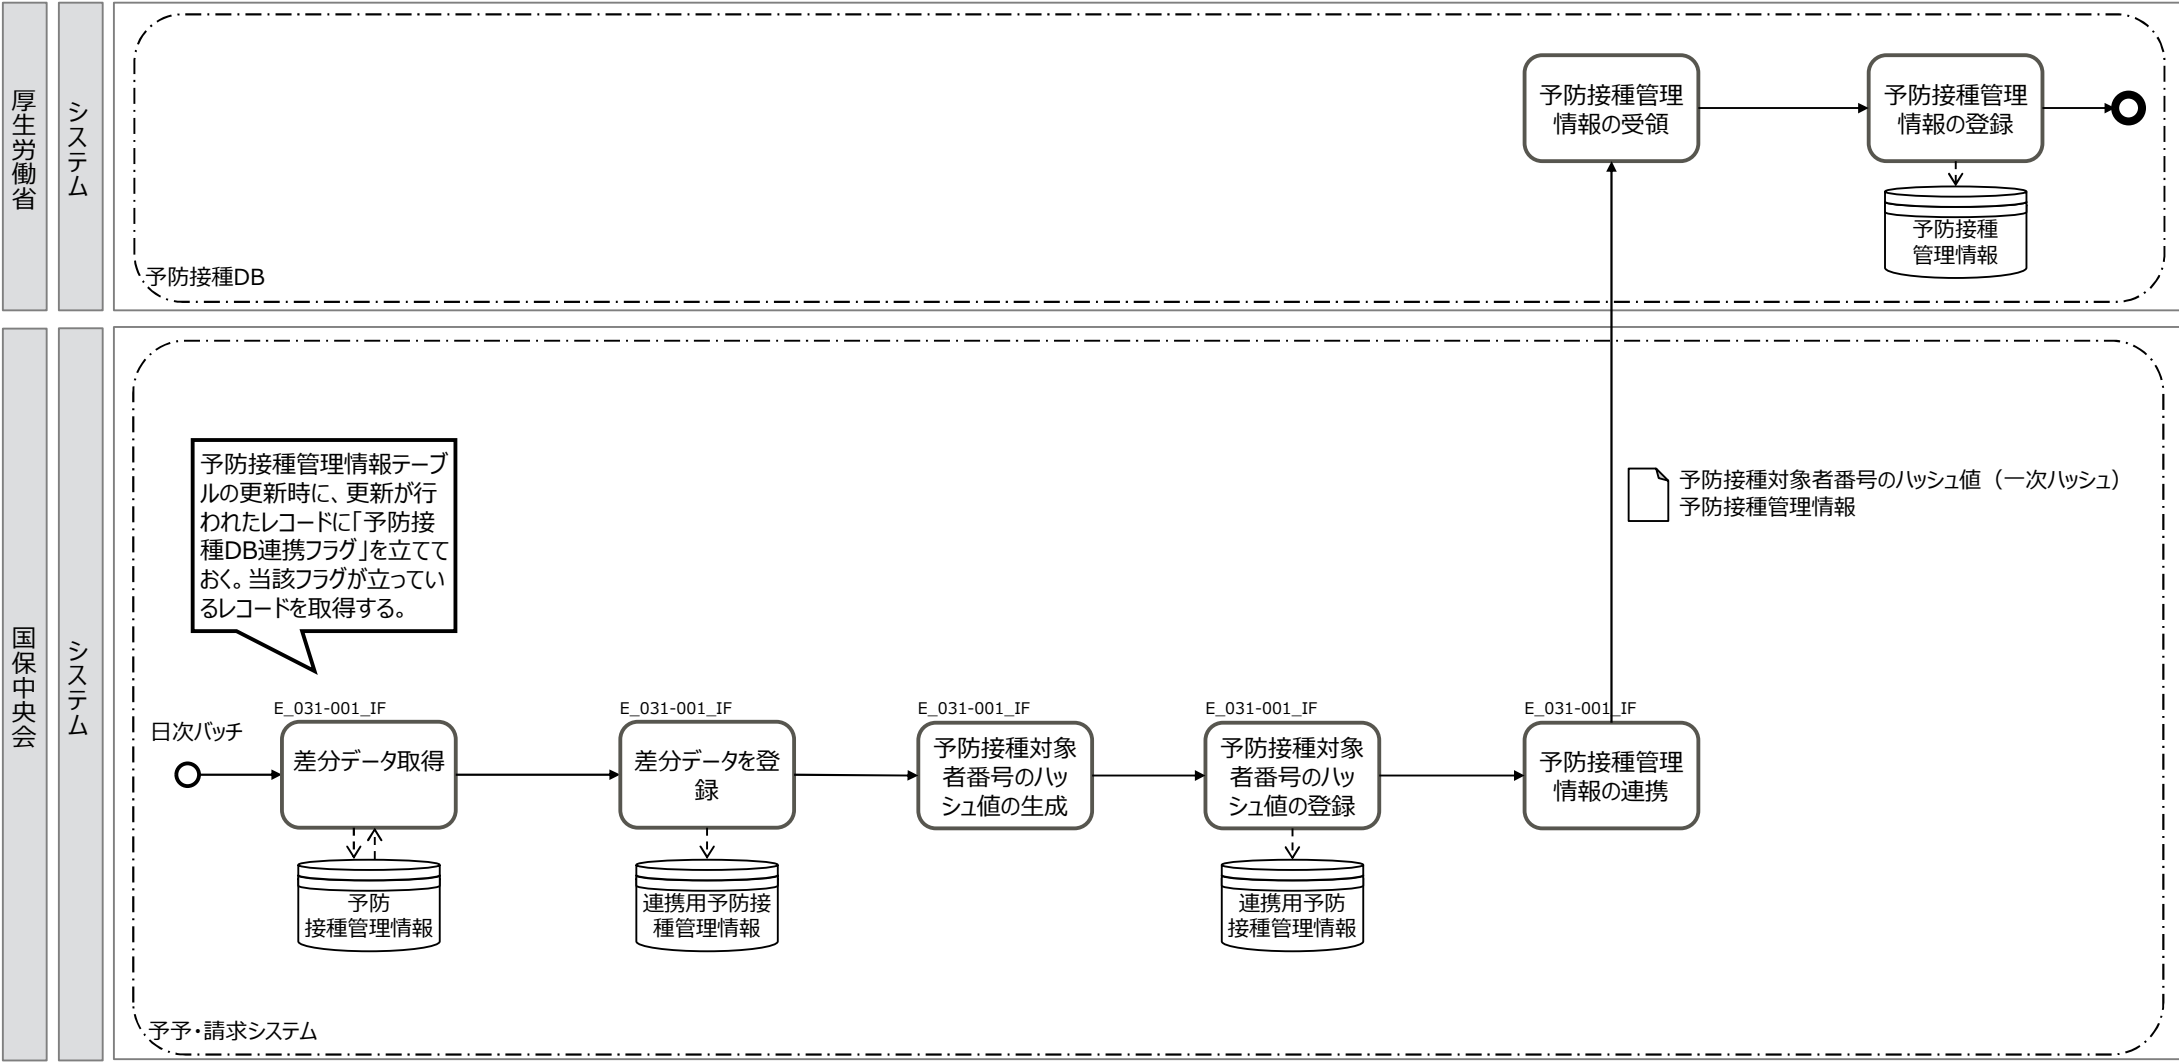 厚生労働省
システム
予防接種管理
情報の受領
予防接種管理
情報の登録
予防接種
管理情報
予防接種DB
国保中央会
システム
予防接種管理情報テーブ
ルの更新時に、更新が行
われたレコードに「予防接
種DB連携フラグ」を立てて
おく。当該フラグが立ってい
るレコードを取得する。
予防接種対象者番号のハッシュ値（一次ハッシュ）
予防接種管理情報
日次バッチ
E_031-001_IF
差分データ取得
予防
接種管理情報
E_031-001_IF
差分データを登
録
連携用予防接
種管理情報
E_031-001_IF
予防接種対象
者番号のハッ
シュ値の生成
E_031-001_IF
予防接種対象
者番号のハッ
シュ値の登録
連携用予防
接種管理情報
E_031-001_IF
予防接種管理
情報の連携
予予・請求システム